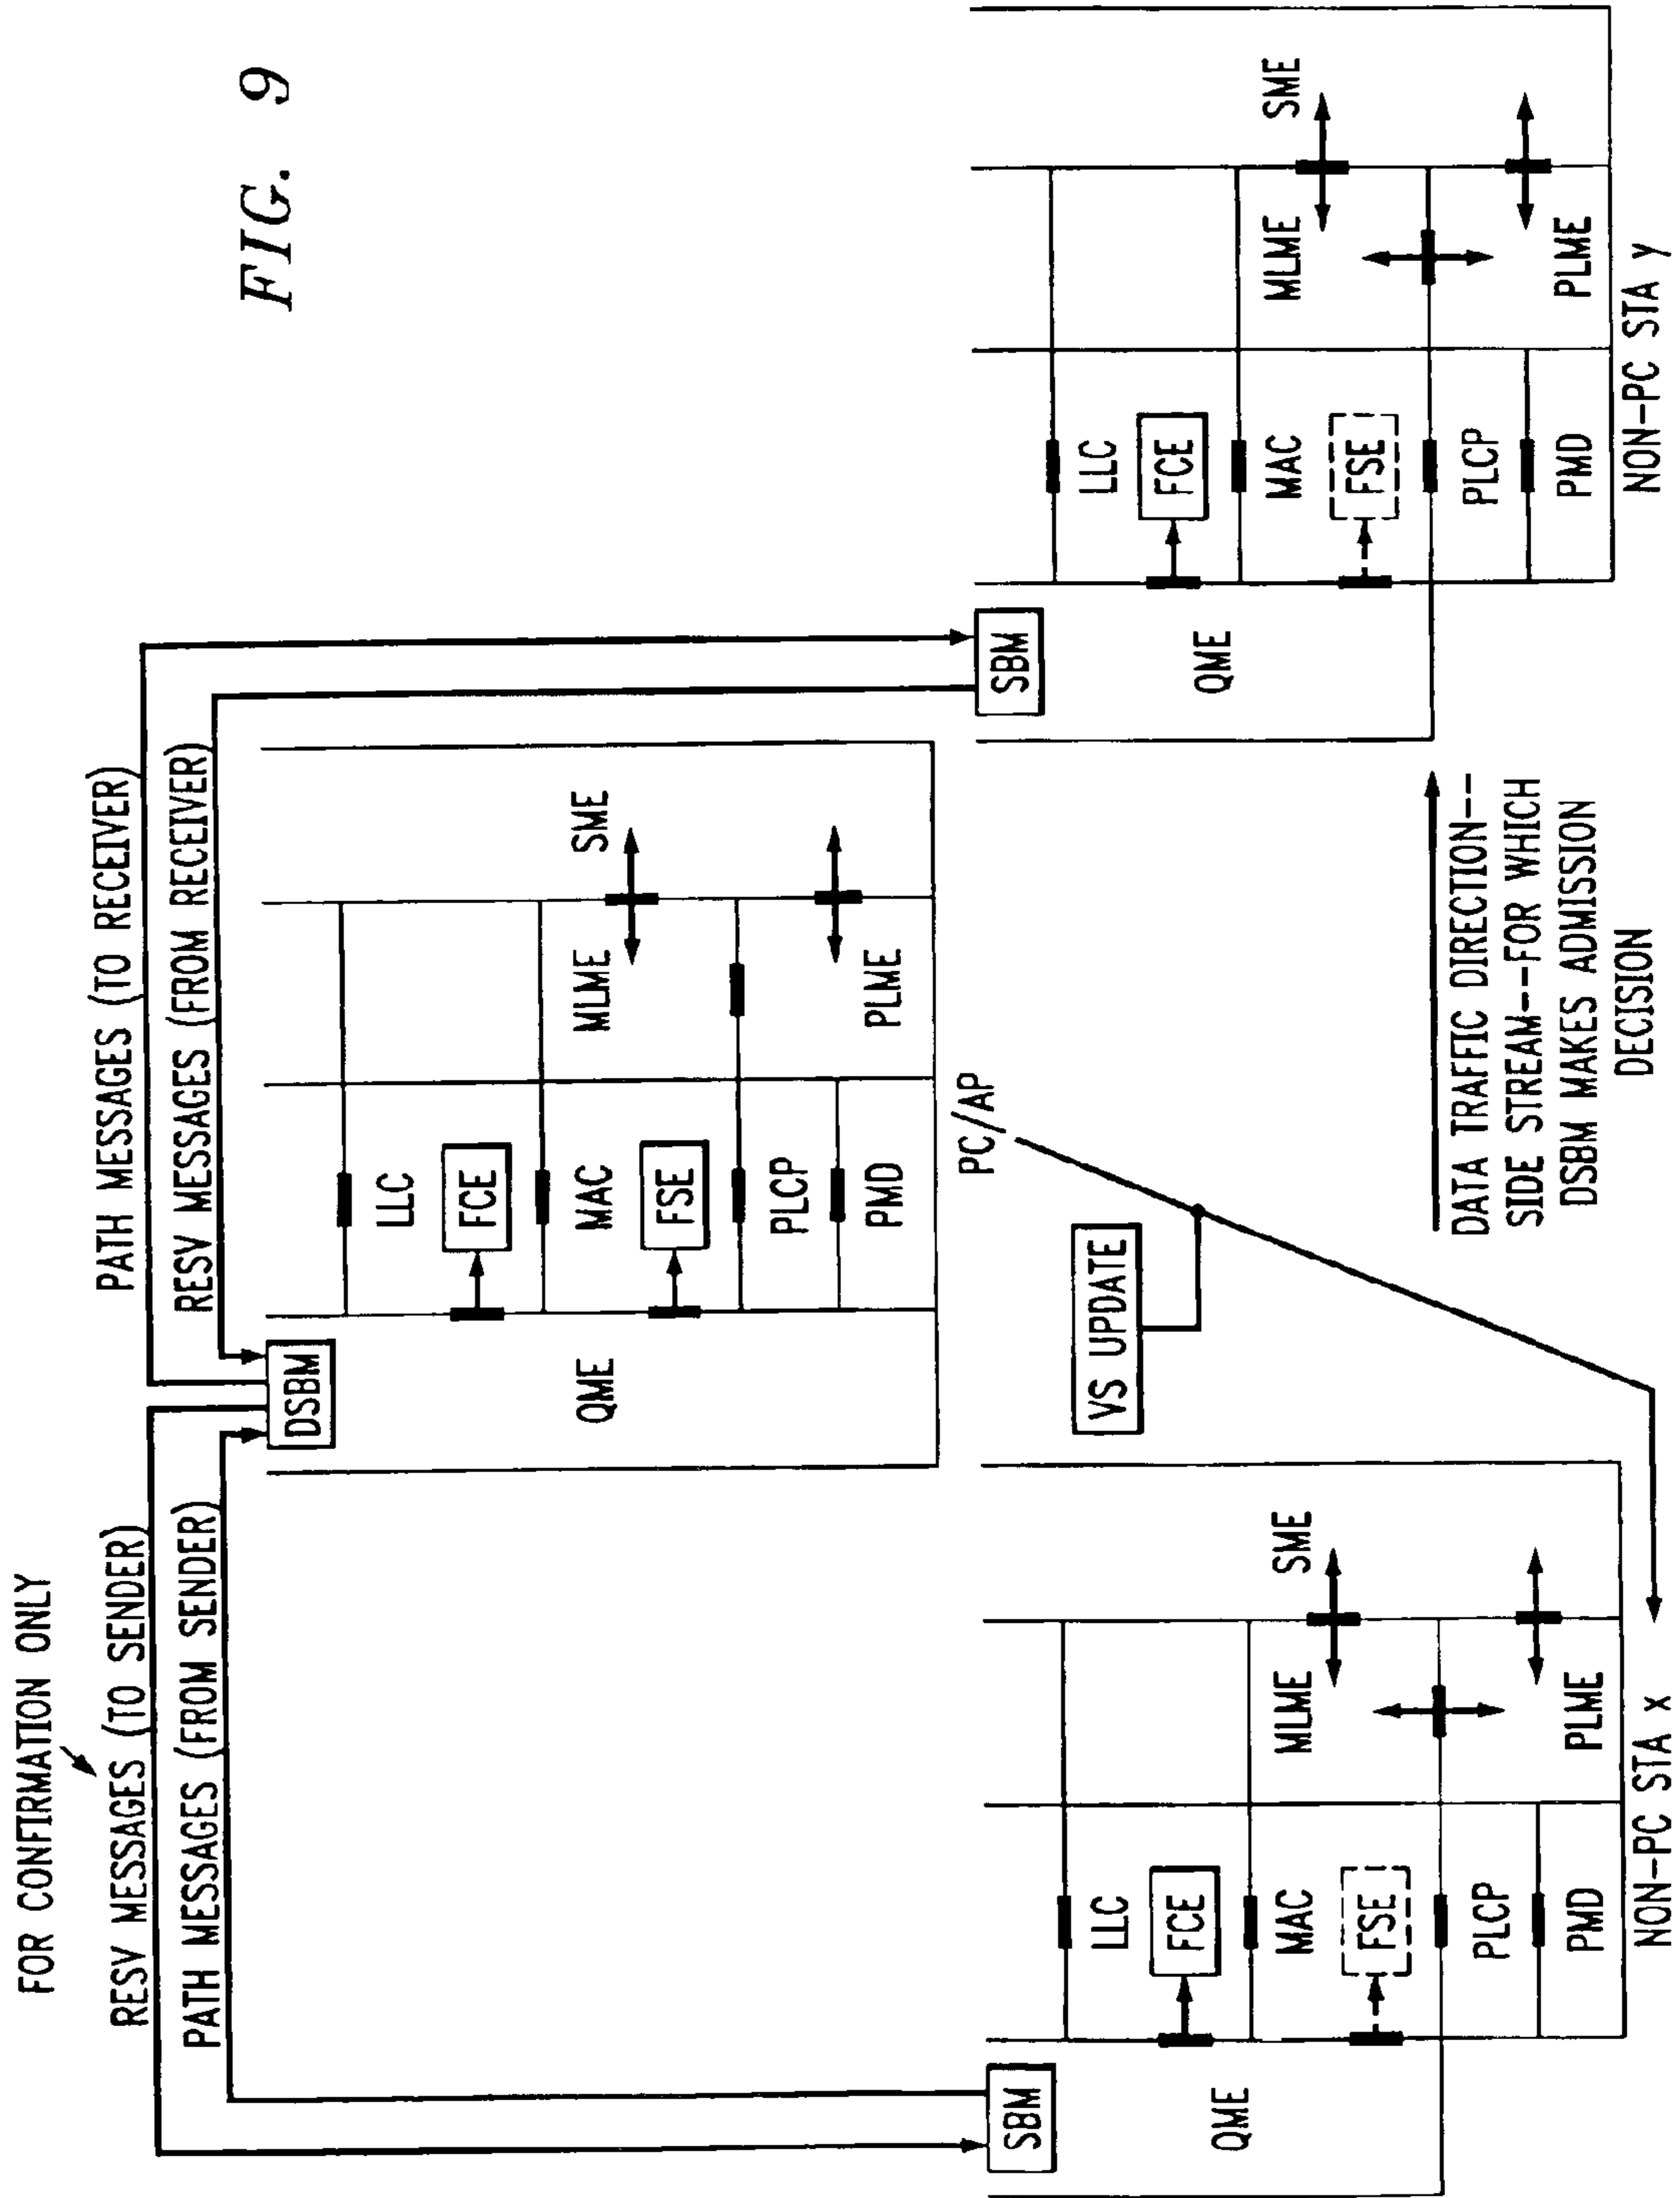 FIG. 9
FOR CONFIRMATION ONLY
RESV MESSAGES (TO SENDER)
PATH MESSAGES (FROM SENDER)
PATH MESSAGES (TO RECEIVER)
RESV MESSAGES (FROM RECEIVER)
DSBM
QME
LLC
FCE
MAC
FSE
PLCP
PMD
MLME
SME
PLME
PC/AP
VS UPDATE
SBM
QME
LLC
FCE
MAC
FSE
PLCP
PMD
MLME
SME
PLME
NON-PC STA x
SBM
QME
LLC
FCE
MAC
FSE
PLCP
PMD
MLME
SME
PLME
NON-PC STA y
DATA TRAFFIC DIRECTION--
SIDE STREAM--FOR WHICH
DSBM MAKES ADMISSION
DECISION